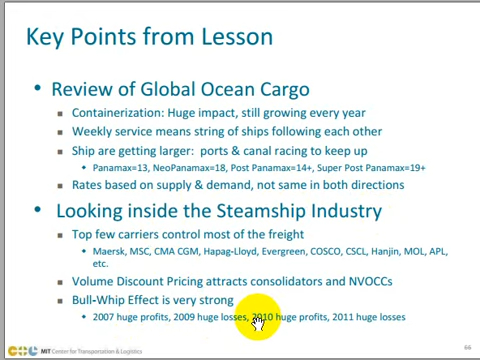 Key Points from Lesson
• Review of Global Ocean Cargo
▪ Containerization: Huge impact, still growing every year
▪ Weekly service means string of ships following each other
▪ Ship are getting larger:  ports & canal racing to keep up
▪ Panamax=13, NeoPanamax=18, Post Panamax=14+, Super Post Panamax=19+
▪ Rates based on supply & demand, not same in both directions
• Looking inside the Steamship Industry
▪ Top few carriers control most of the freight
▪ Maersk, MSC, CMA CGM, Hapag-Lloyd, Evergreen, COSCO, CSCL, Hanjin, MOL, APL,
etc.
▪ Volume Discount Pricing attracts consolidators and NVOCCs
▪ Bull-Whip Effect is very strong
▪ 2007 huge profits, 2009 huge losses, 2010 huge profits, 2011 huge losses
CTL MIT Center for Transportation & Logistics
66